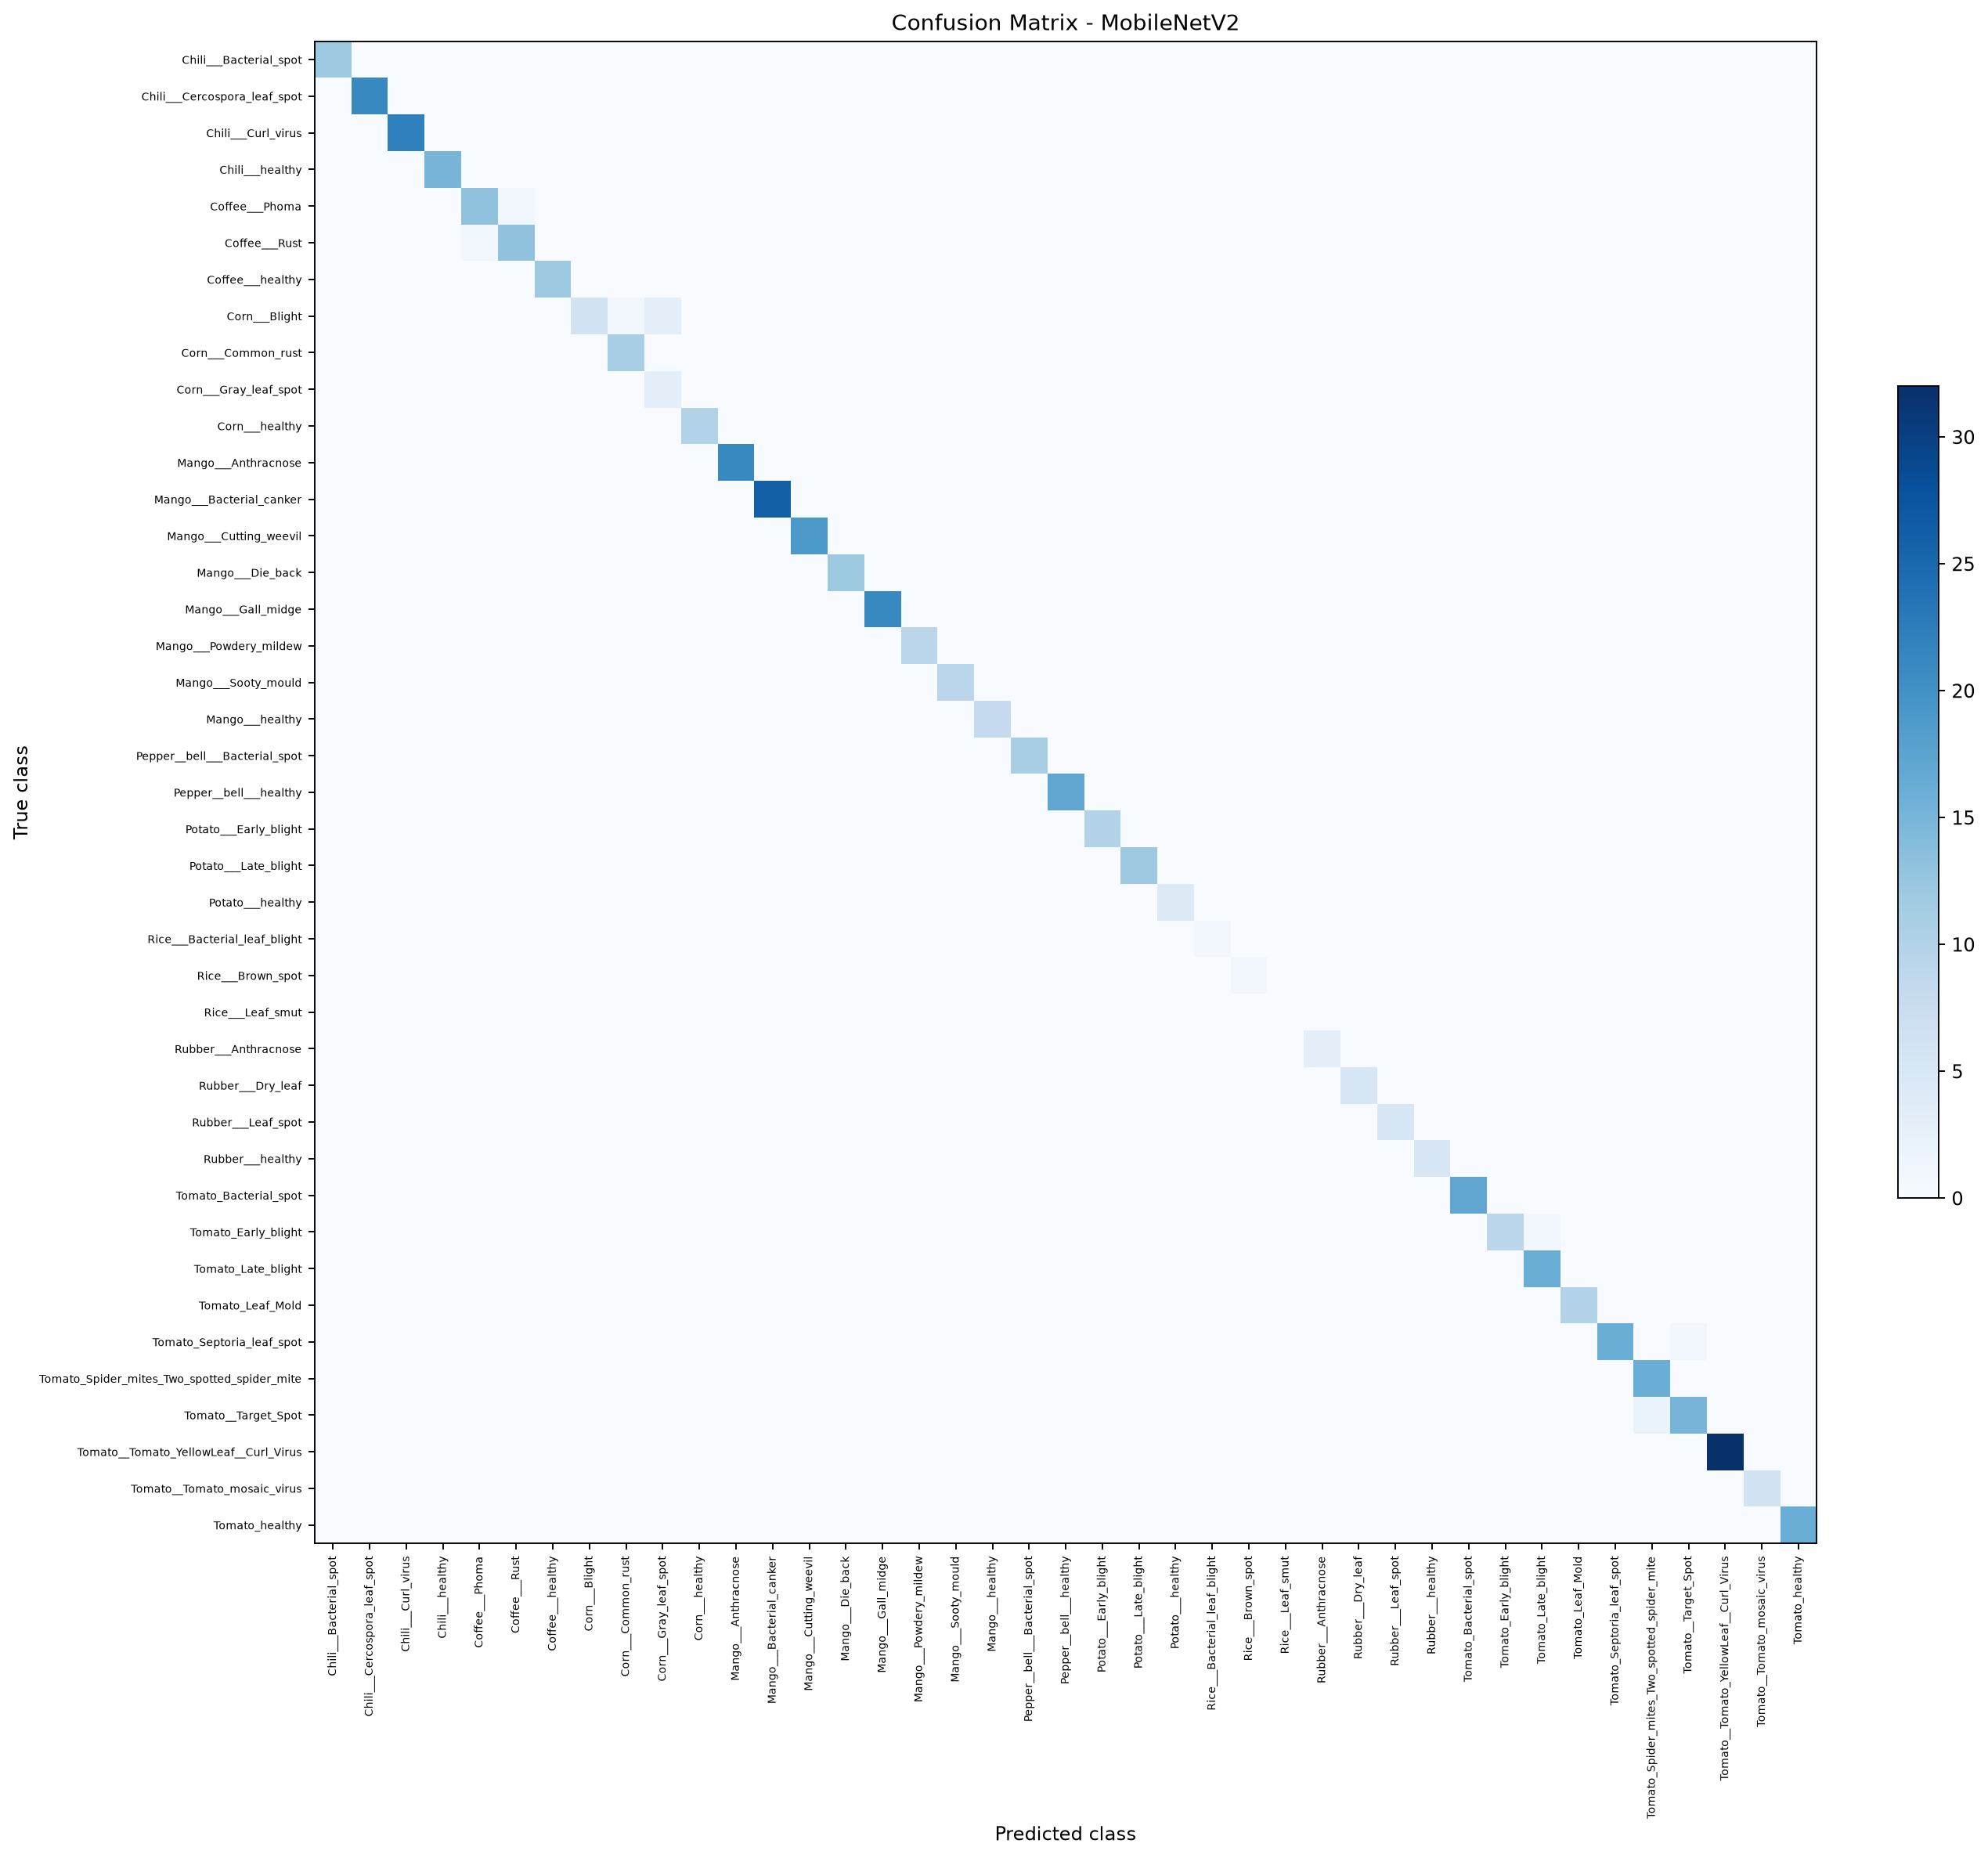 Confusion Matrix - MobileNetV2
True class
Chili___Bacterial_spot
Chili___Cercospora_leaf_spot
Chili___Curl_virus
Chili___healthy
Coffee___Phoma
Coffee___Rust
Coffee___healthy
Corn___Blight
Corn___Common_rust
Corn___Gray_leaf_spot
Corn___healthy
Mango___Anthracnose
Mango___Bacterial_canker
Mango___Cutting_weevil
Mango___Die_back
Mango___Gall_midge
Mango___Powdery_mildew
Mango___Sooty_mould
Mango___healthy
Pepper__bell___Bacterial_spot
Pepper__bell___healthy
Potato___Early_blight
Potato___Late_blight
Potato___healthy
Rice___Bacterial_leaf_blight
Rice___Brown_spot
Rice___Leaf_smut
Rubber___Anthracnose
Rubber___Dry_leaf
Rubber___Leaf_spot
Rubber___healthy
Tomato_Bacterial_spot
Tomato_Early_blight
Tomato_Late_blight
Tomato_Leaf_Mold
Tomato_Septoria_leaf_spot
Tomato_Spider_mites_Two_spotted_spider_mite
Tomato__Target_Spot
Tomato__Tomato_YellowLeaf__Curl_Virus
Tomato__Tomato_mosaic_virus
Tomato_healthy
Chili___Bacterial_spot
Chili___Cercospora_leaf_spot
Chili___Curl_virus
Chili___healthy
Coffee___Phoma
Coffee___Rust
Coffee___healthy
Corn___Blight
Corn___Common_rust
Corn___Gray_leaf_spot
Corn___healthy
Mango___Anthracnose
Mango___Bacterial_canker
Mango___Cutting_weevil
Mango___Die_back
Mango___Gall_midge
Mango___Powdery_mildew
Mango___Sooty_mould
Mango___healthy
Pepper__bell___Bacterial_spot
Pepper__bell___healthy
Potato___Early_blight
Potato___Late_blight
Potato___healthy
Rice___Bacterial_leaf_blight
Rice___Brown_spot
Rice___Leaf_smut
Rubber___Anthracnose
Rubber___Dry_leaf
Rubber___Leaf_spot
Rubber___healthy
Tomato_Bacterial_spot
Tomato_Early_blight
Tomato_Late_blight
Tomato_Leaf_Mold
Tomato_Septoria_leaf_spot
Tomato_Spider_mites_Two_spotted_spider_mite
Tomato__Target_Spot
Tomato__Tomato_YellowLeaf__Curl_Virus
Tomato__Tomato_mosaic_virus
Tomato_healthy
Predicted class
30
25
20
15
10
5
0